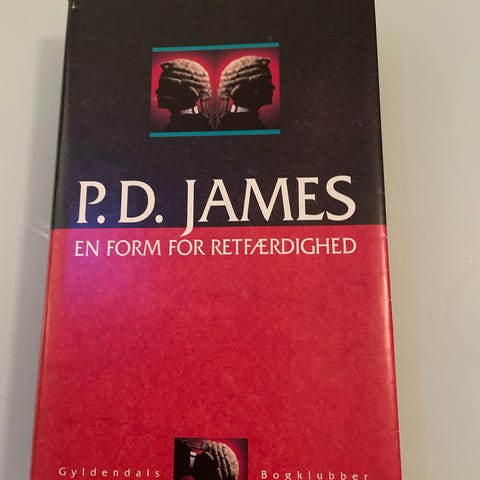 P. D. JAMES
EN FORM FOR RETFÆRDIGHED
Gyldendals Bogklubber